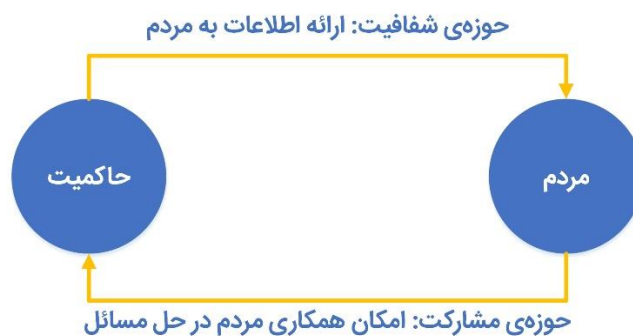 حوزه‌ی شفافیت: ارائه اطلاعات به مردم
مردم
حاکمیت
حوزه‌ی مشارکت: امکان همکاری مردم در حل مسائل